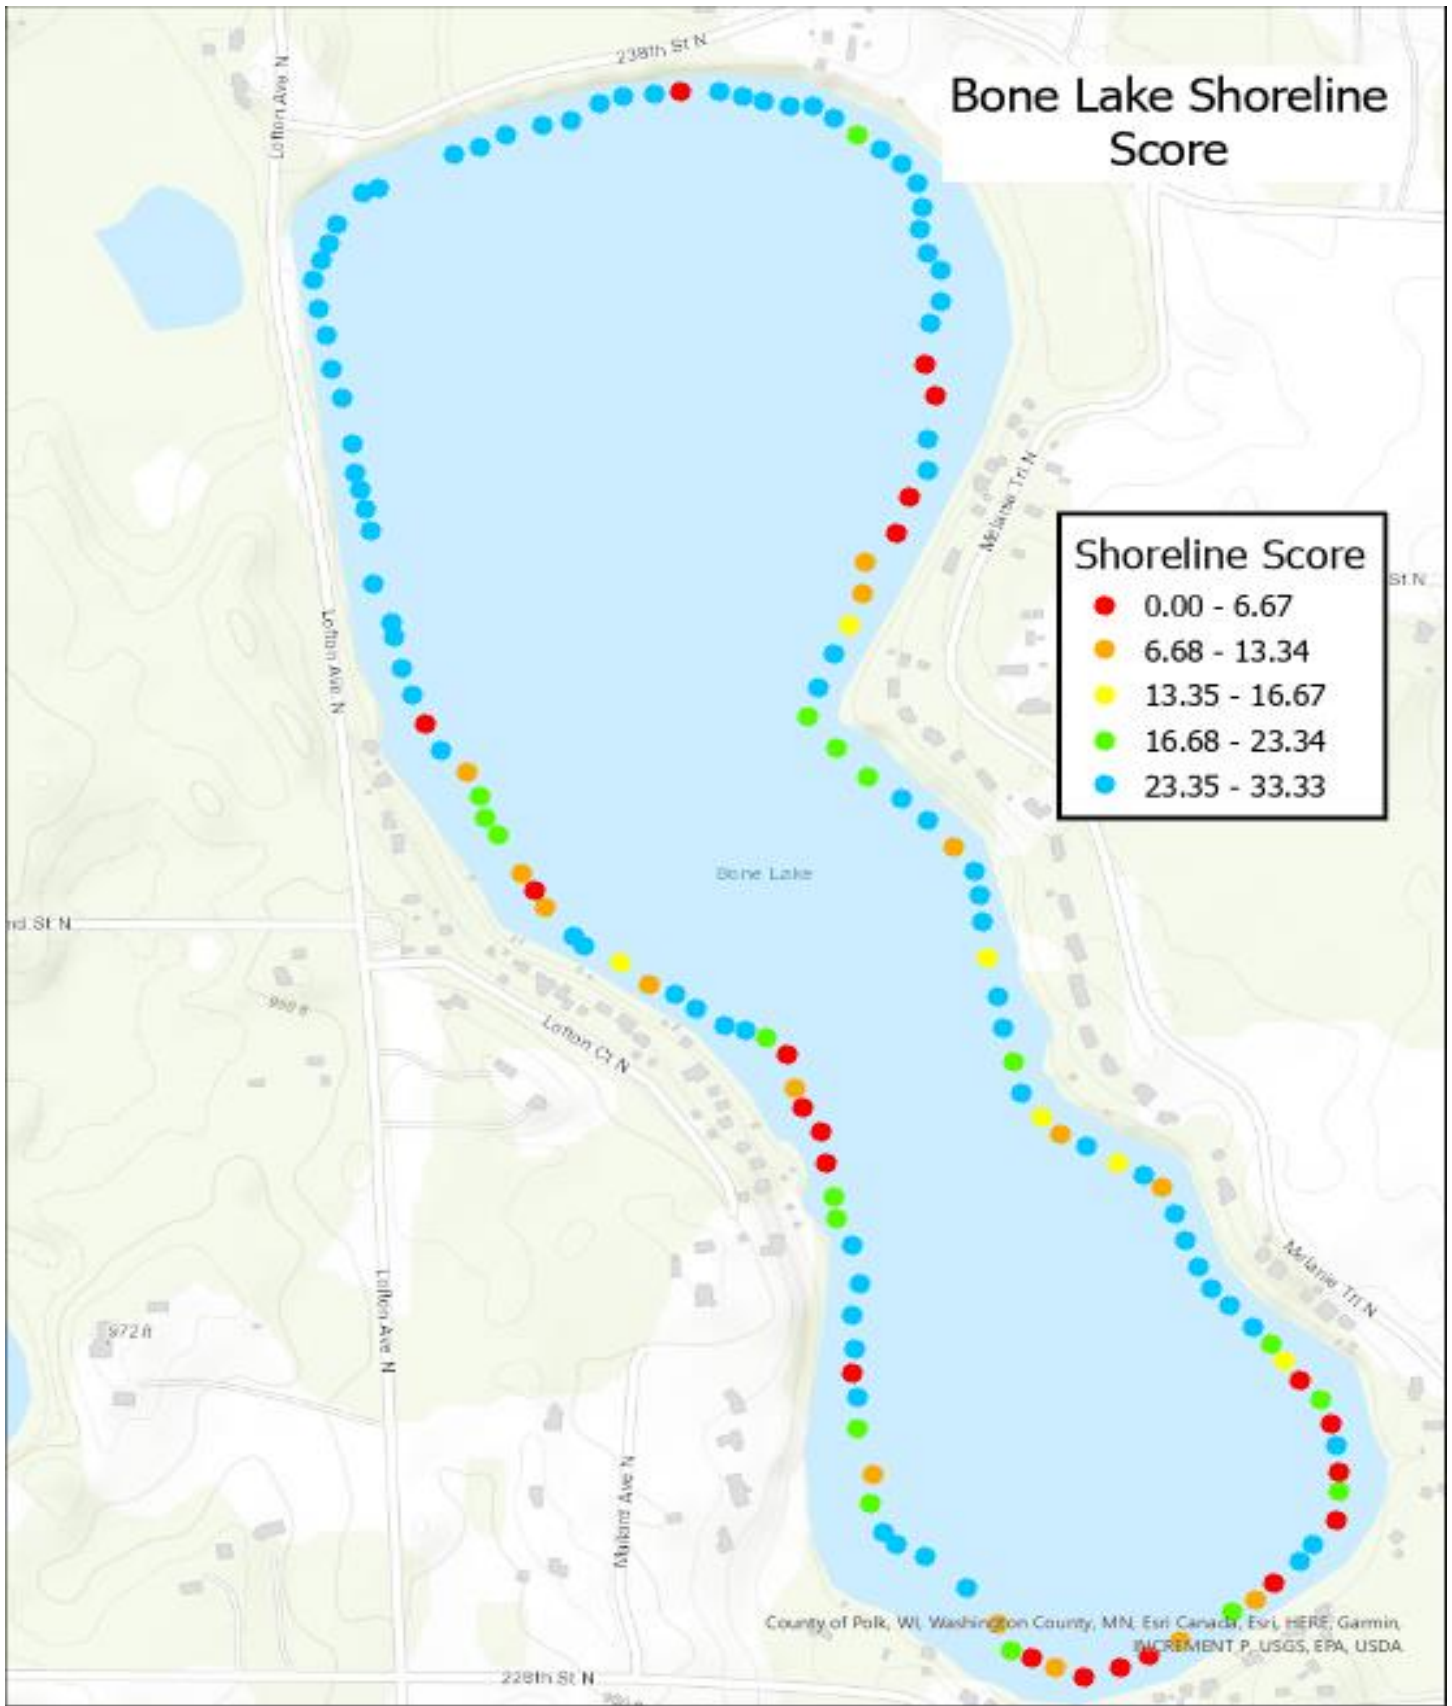 238th St N
Lofton Ave N
Bone Lake Shoreline
Score
Melanie Trl N
Shoreline Score
0.00 - 6.67
6.68 - 13.34
13.35 - 16.67
16.68 - 23.34
23.35 - 33.33
St N
Lofton Ave N
Bone Lake
nd St N
Lofton Ct N
Melanie Trl N
972 ft
Lofton Ave N
Mallard Ave N
County of Polk, WI, Washington County, MN, Esri Canada, Esri, HERE, Garmin,
INCREMENT P, USGS, EPA, USDA
228th St N